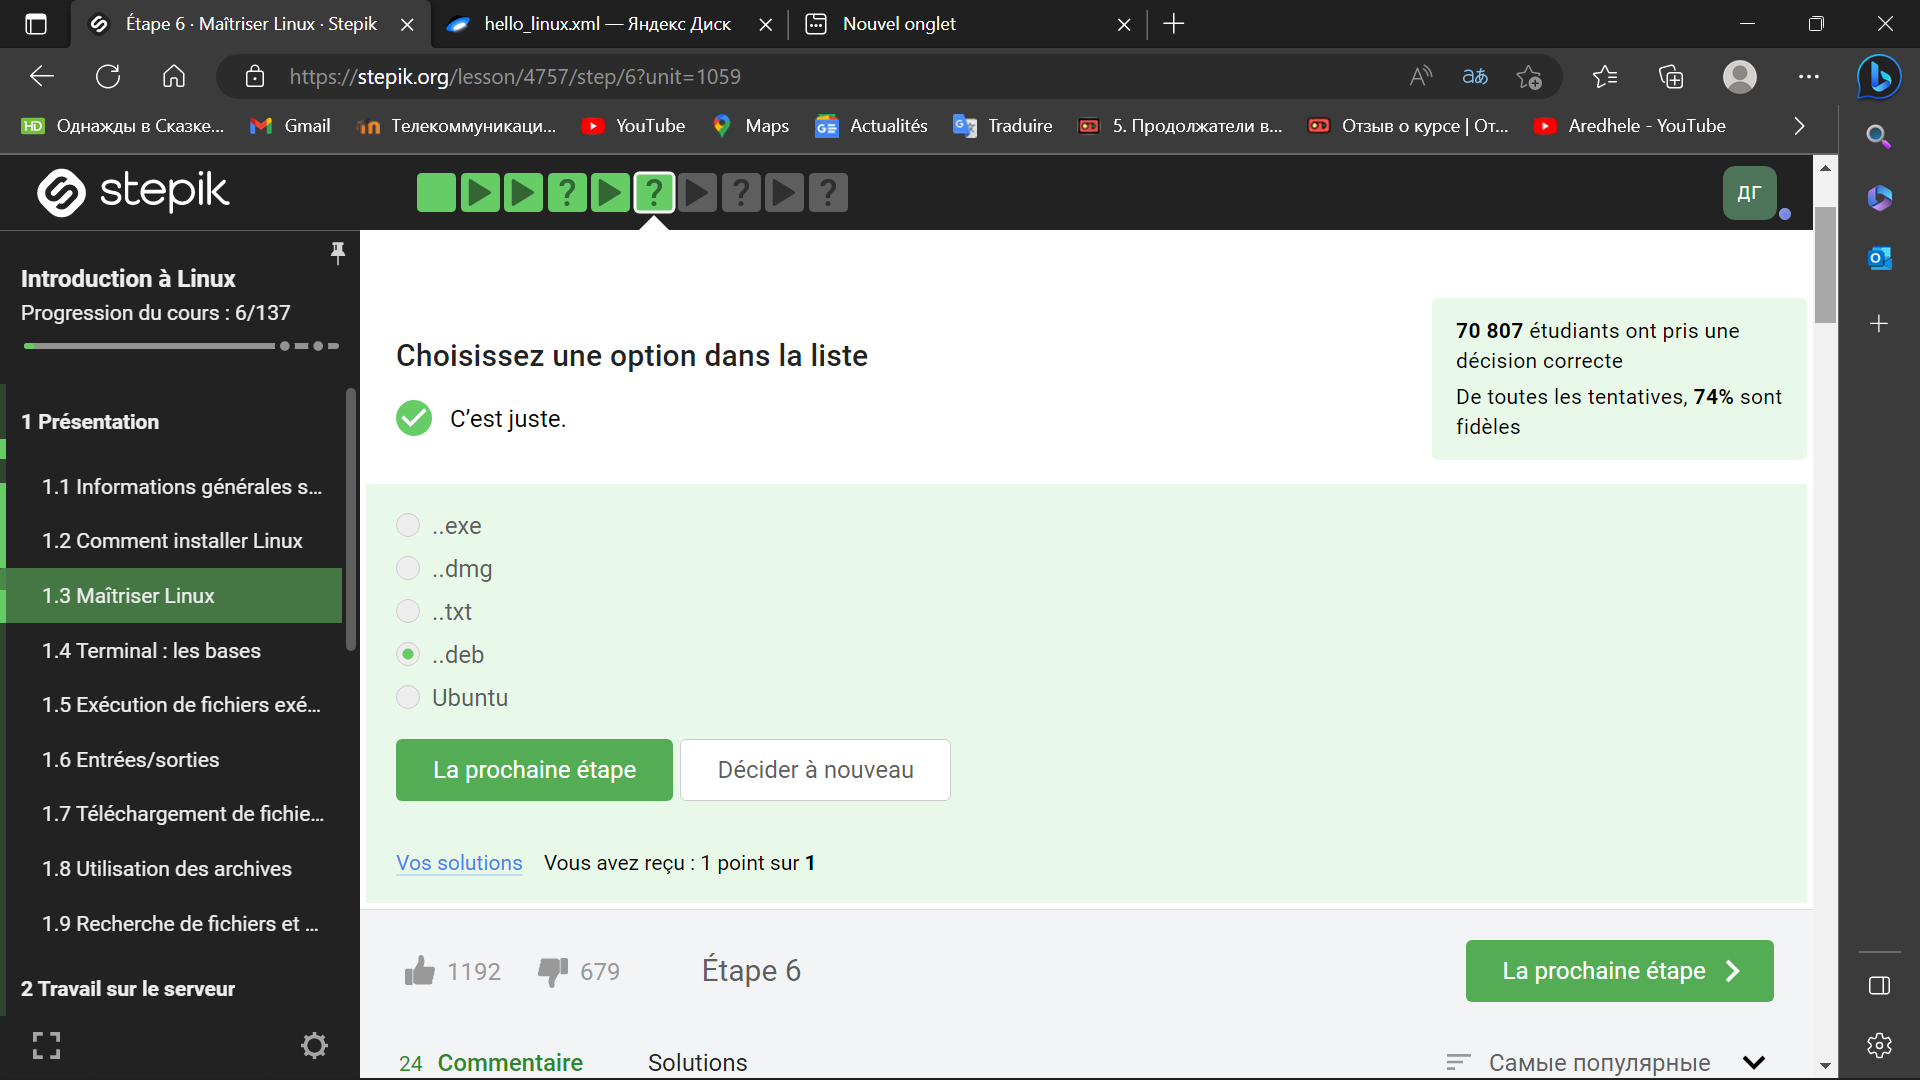 Étape 6 · Maîtriser Linux · Stepik
hello_linux.xml — Яндекс Диск
Nouvel onglet
https://stepik.org/lesson/4757/step/6?unit=1059
Однажды в Сказке...
Gmail
Телекоммуникаци...
YouTube
Maps
Actualités
Traduire
5. Продолжатели в...
Отзыв о курсе | От...
Aredhele - YouTube
stepik
ДГ
Introduction à Linux
Progression du cours : 6/137
1 Présentation
1.1 Informations générales s...
1.2 Comment installer Linux
1.3 Maîtriser Linux
1.4 Terminal : les bases
1.5 Exécution de fichiers exé...
1.6 Entrées/sorties
1.7 Téléchargement de fichie...
1.8 Utilisation des archives
1.9 Recherche de fichiers et ...
2 Travail sur le serveur
Choisissez une option dans la liste
C’est juste.
70 807 étudiants ont pris une
décision correcte
De toutes les tentatives, 74% sont
fidèles
..exe
..dmg
..txt
..deb
Ubuntu
La prochaine étape
Décider à nouveau
Vos solutions Vous avez reçu : 1 point sur 1
1192
679
Étape 6
La prochaine étape
24 Commentaire
Solutions
Самые популярные